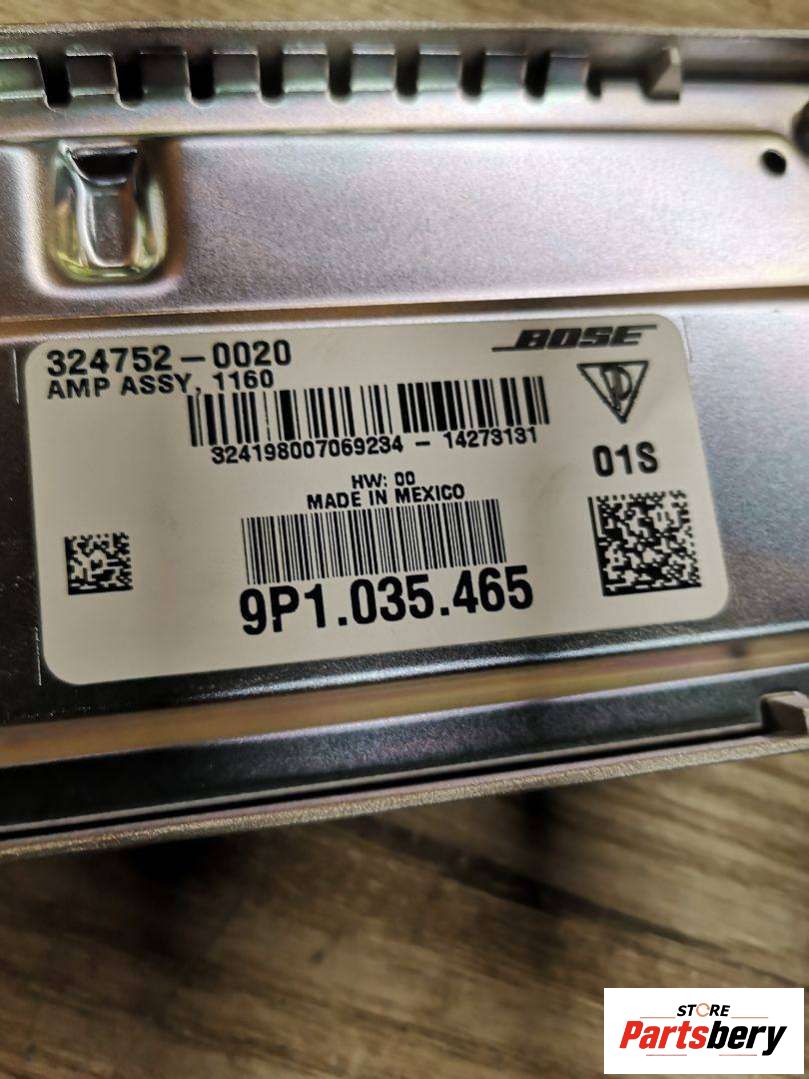 324752-0020
BOSE
AMP ASSY, 1160
324198007069234 - 14273131
01S
HW: 00
MADE IN MEXICO
9P1.035.465
STORE
Partsbery